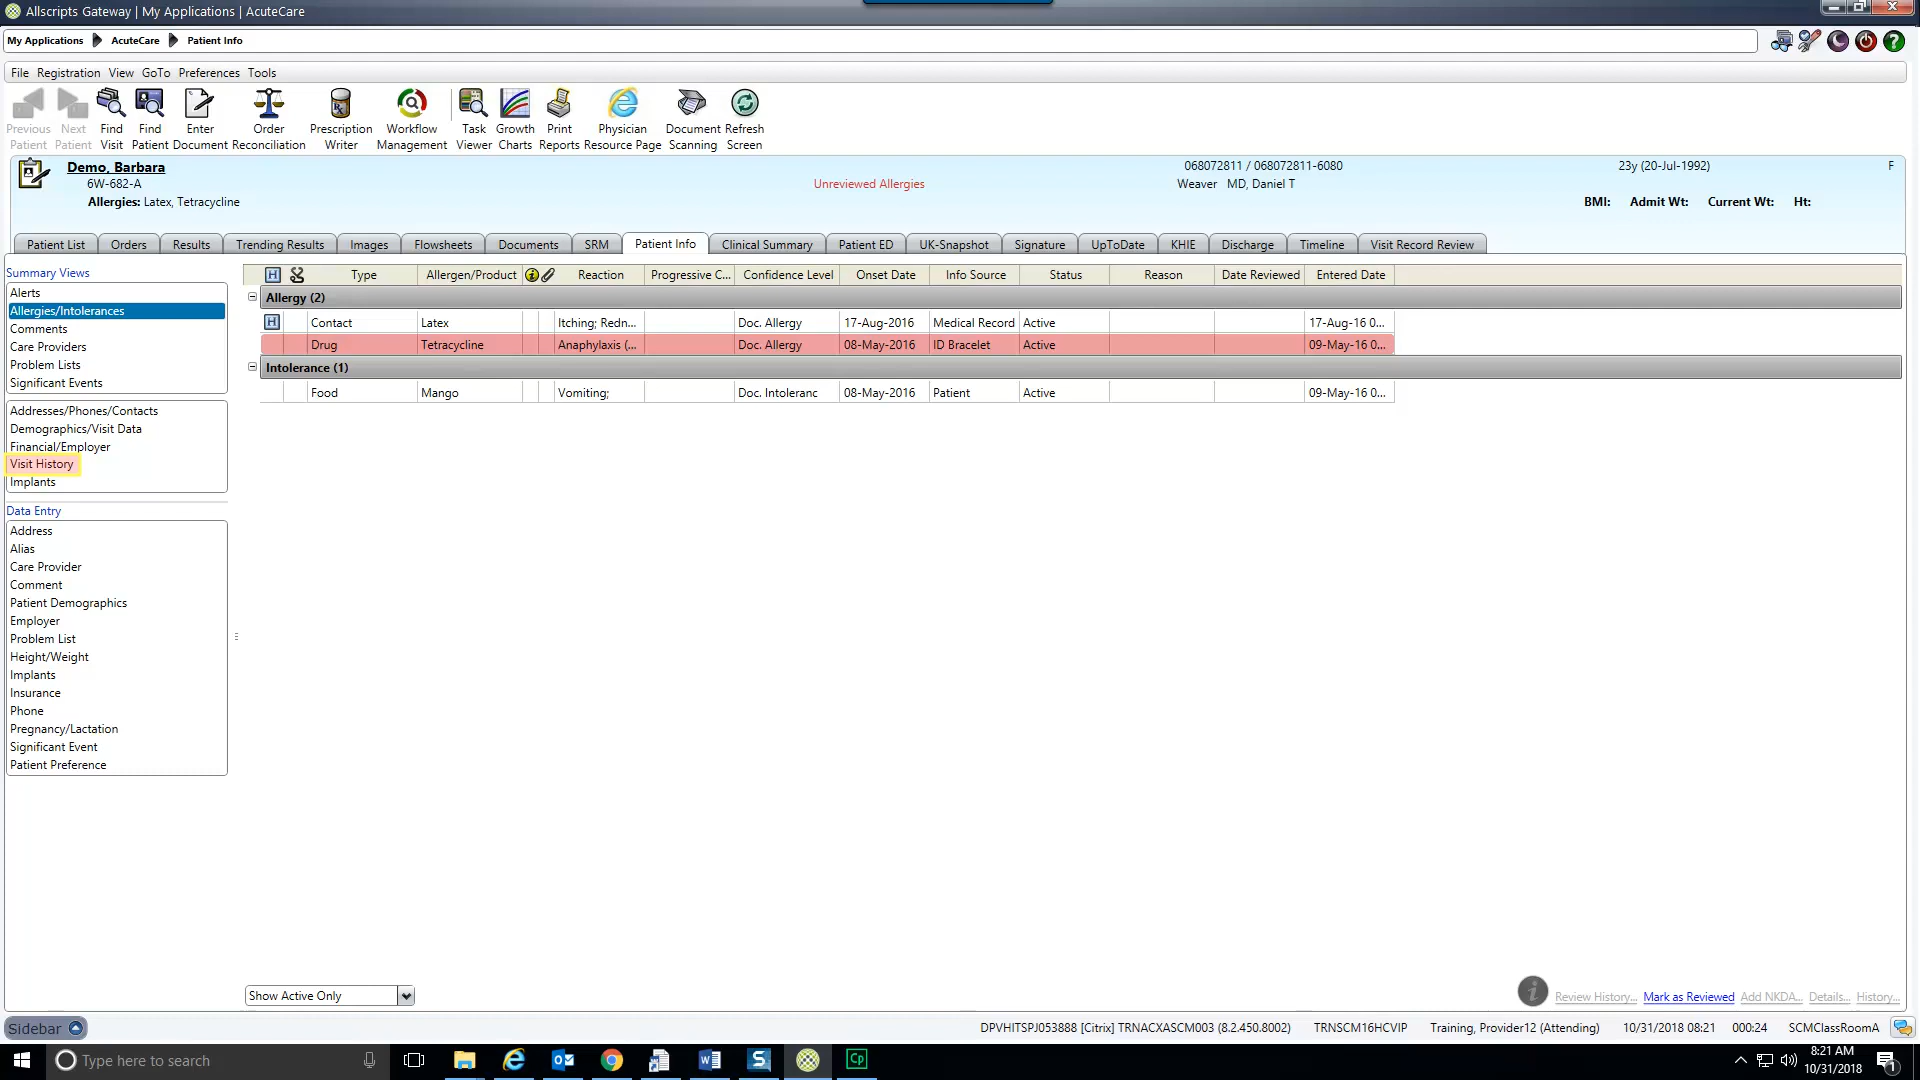 Allscripts Gateway | My Applications | AcuteCare
My Applications AcuteCare Patient Info
File Registration View GoTo Preferences Tools
Previous Patient
Next Patient
Find Visit
Find Patient
Enter Document
Order Reconciliation
Prescription Writer
Workflow Management
Task Viewer
Growth Charts
Print Reports
Physician Resource Page
Document Scanning
Refresh Screen
Demo, Barbara 068072811 / 068072811-6080 23y (20-Jul-1992) F
6W-682-A Unreviewed Allergies Weaver MD, Daniel T
Allergies: Latex, Tetracycline BMI: Admit Wt: Current Wt: Ht:
Patient List Orders Results Trending Results Images Flowsheets Documents SRM Patient Info Clinical Summary Patient ED UK-Snapshot Signature UpToDate KHIE Discharge Timeline Visit Record Review
Summary Views
Alerts
Allergies/Intolerances
Comments
Care Providers
Problem Lists
Significant Events
Addresses/Phones/Contacts
Demographics/Visit Data
Financial/Employer
Visit History
Implants
Data Entry
Address
Alias
Care Provider
Comment
Patient Demographics
Employer
Problem List
Height/Weight
Implants
Insurance
Phone
Pregnancy/Lactation
Significant Event
Patient Preference
H Type Allergen/Product Reaction Progressive C... Confidence Level Onset Date Info Source Status Reason Date Reviewed Entered Date
Allergy (2)
H Contact Latex Itching; Redn... Doc. Allergy 17-Aug-2016 Medical Record Active 17-Aug-16 0...
Drug Tetracycline Anaphylaxis (... Doc. Allergy 08-May-2016 ID Bracelet Active 09-May-16 0...
Intolerance (1)
Food Mango Vomiting; Doc. Intoleranc 08-May-2016 Patient Active 09-May-16 0...
Show Active Only
Review History... Mark as Reviewed Add NKDA... Details... History...
Sidebar DPVHITSPJ053888 [Citrix] TRNACXASCM003 (8.2.450.8002) TRNSCM16HCVIP Training, Provider12 (Attending) 10/31/2018 08:21 000:24 SCMClassRoomA
Type here to search
8:21 AM
10/31/2018